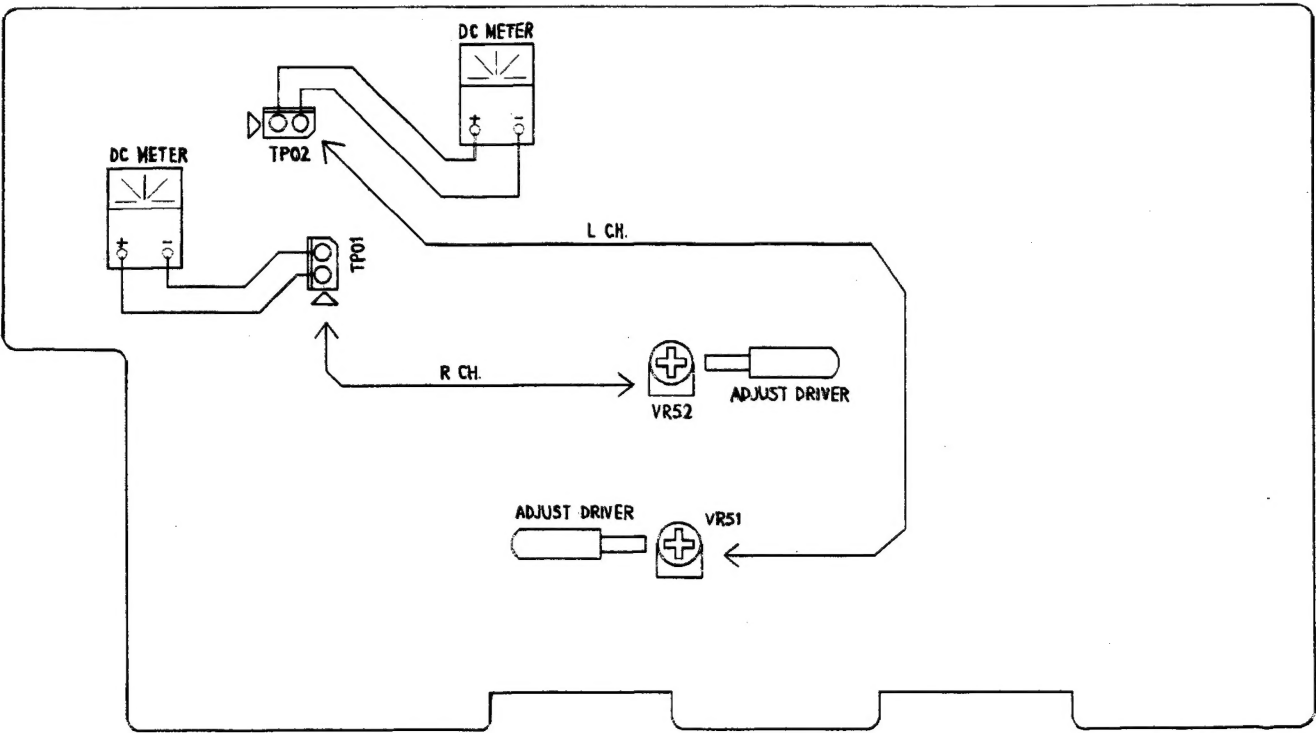 DC METER
+ -
TP02
DC METER
+ -
TP01
L CH.
R CH.
VR52
ADJUST DRIVER
ADJUST DRIVER
VR51